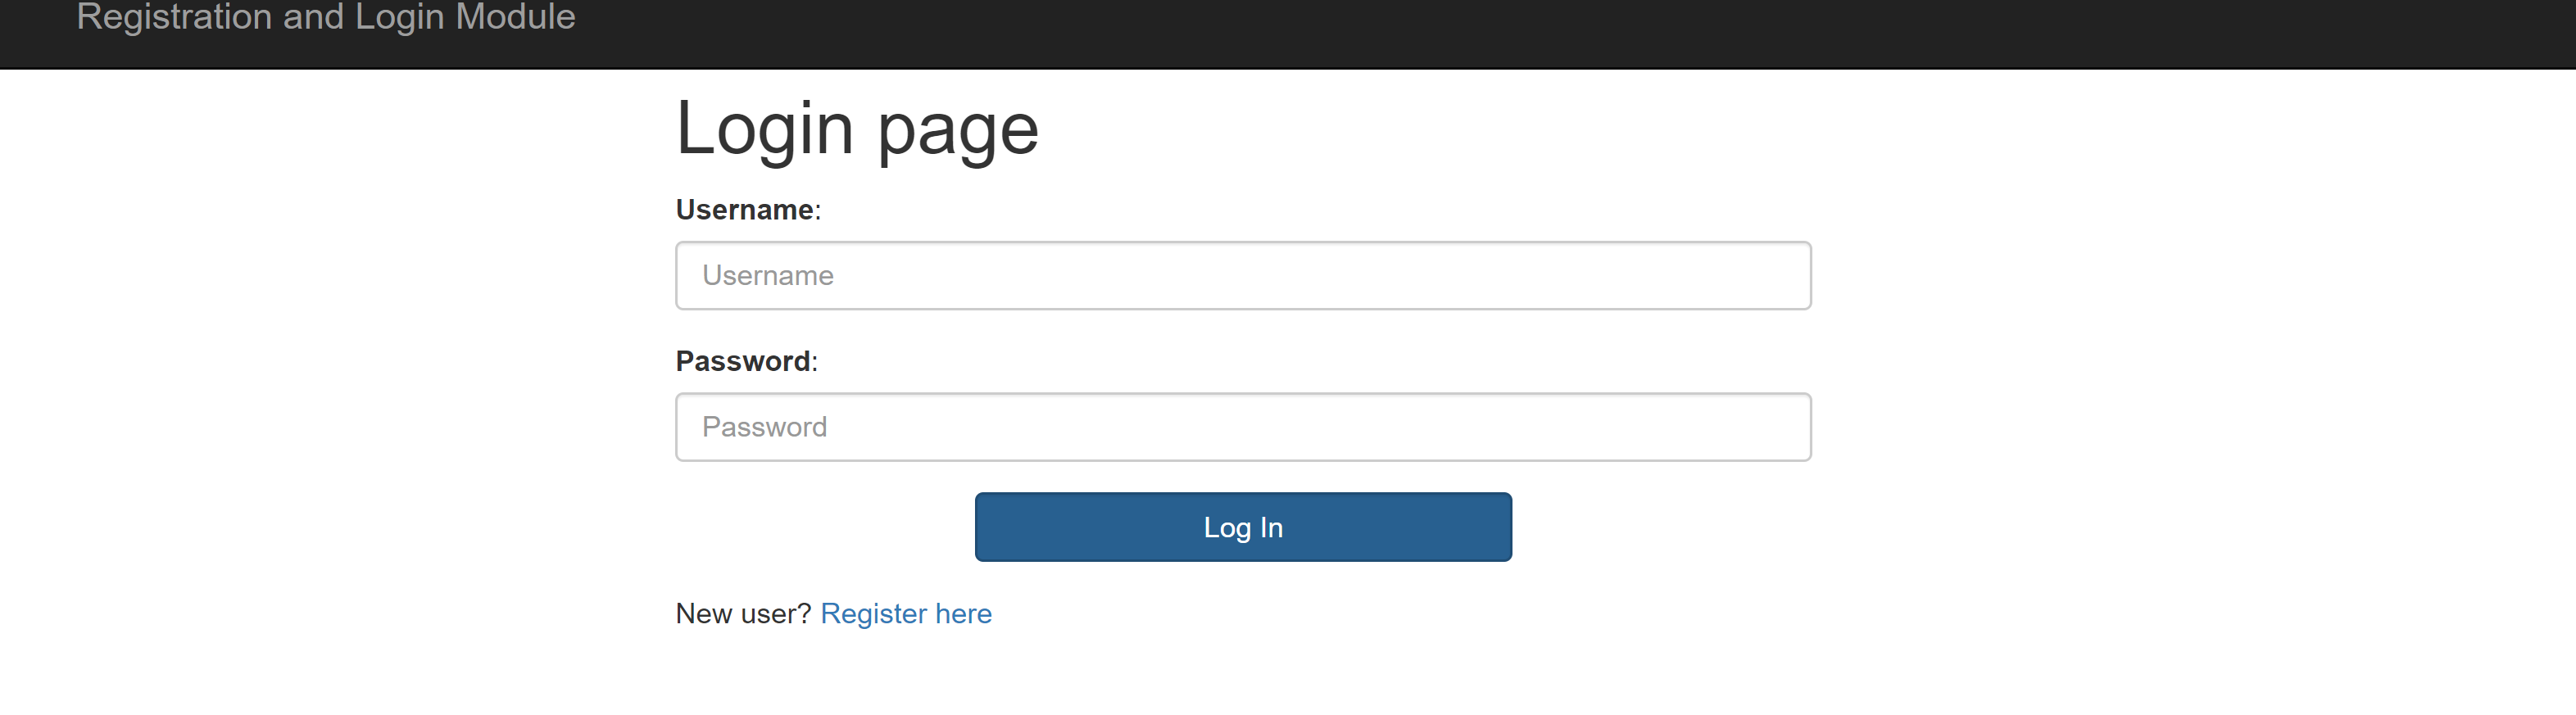 Registration and Login Module
Login page
Username:
Username
Password:
Password
Log In
New user? Register here